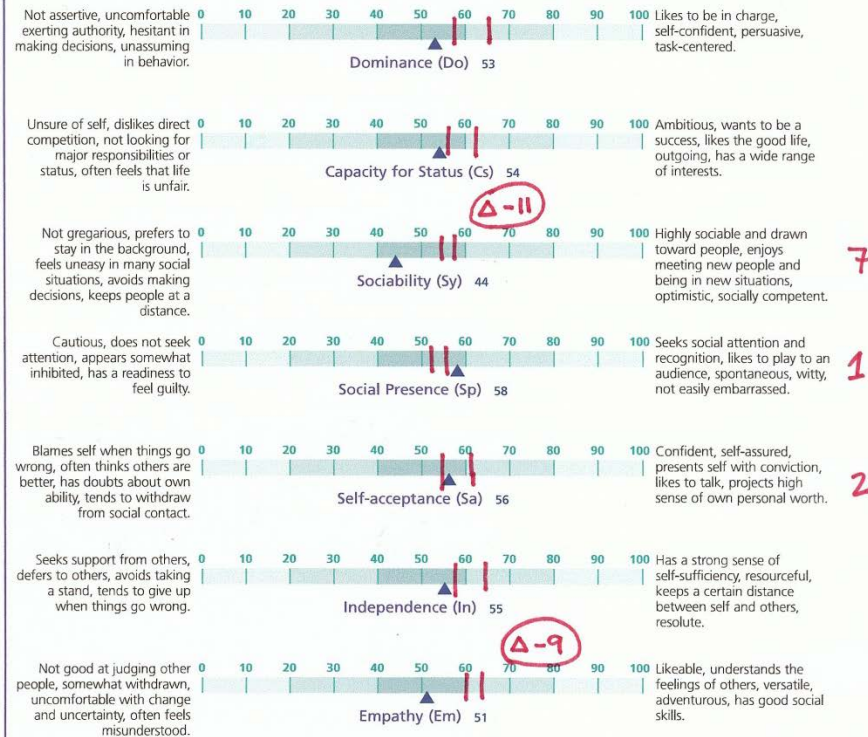 Not assertive, uncomfortable
exerting authority, hesitant in
making decisions, unassuming
in behavior.
0 10 20 30 40 50 60 70 80 90 100
Dominance (Do) 53
Likes to be in charge,
self-confident, persuasive,
task-centered.
Unsure of self, dislikes direct
competition, not looking for
major responsibilities or
status, often feels that life
is unfair.
0 10 20 30 40 50 60 70 80 90 100
Capacity for Status (Cs) 54
Ambitious, wants to be a
success, likes the good life,
outgoing, has a wide range
of interests.
Δ-11
Not gregarious, prefers to
stay in the background,
feels uneasy in many social
situations, avoids making
decisions, keeps people at a
distance.
0 10 20 30 40 50 60 70 80 90 100
Sociability (Sy) 44
Highly sociable and drawn
toward people, enjoys
meeting new people and
being in new situations,
optimistic, socially competent.
7
Cautious, does not seek
attention, appears somewhat
inhibited, has a readiness to
feel guilty.
0 10 20 30 40 50 60 70 80 90 100
Social Presence (Sp) 58
Seeks social attention and
recognition, likes to play to an
audience, spontaneous, witty,
not easily embarrassed.
1
Blames self when things go
wrong, often thinks others are
better, has doubts about own
ability, tends to withdraw
from social contact.
0 10 20 30 40 50 60 70 80 90 100
Self-acceptance (Sa) 56
Confident, self-assured,
presents self with conviction,
likes to talk, projects high
sense of own personal worth.
2
Seeks support from others,
defers to others, avoids taking
a stand, tends to give up
when things go wrong.
0 10 20 30 40 50 60 70 80 90 100
Independence (In) 55
Has a strong sense of
self-sufficiency, resourceful,
keeps a certain distance
between self and others,
resolute.
Δ-9
Not good at judging other
people, somewhat withdrawn,
uncomfortable with change
and uncertainty, often feels
misunderstood.
0 10 20 30 40 50 60 70 80 90 100
Empathy (Em) 51
Likeable, understands the
feelings of others, versatile,
adventurous, has good social
skills.